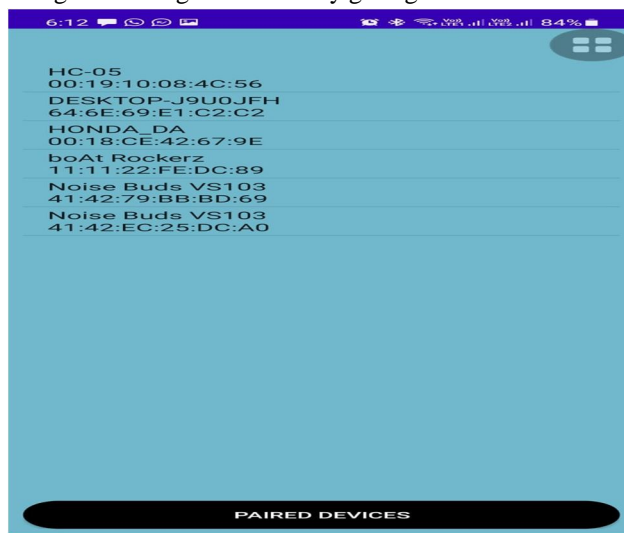 6:12
84%
HC-05
00:19:10:08:4C:56
DESKTOP-J9U0JFH
64:6E:69:E1:C2:C2
HONDA_DA
00:18:CE:42:67:9E
boAt Rockerz
11:11:22:FE:DC:89
Noise Buds VS103
41:42:79:BB:BD:69
Noise Buds VS103
41:42:EC:25:DC:A0
PAIRED DEVICES